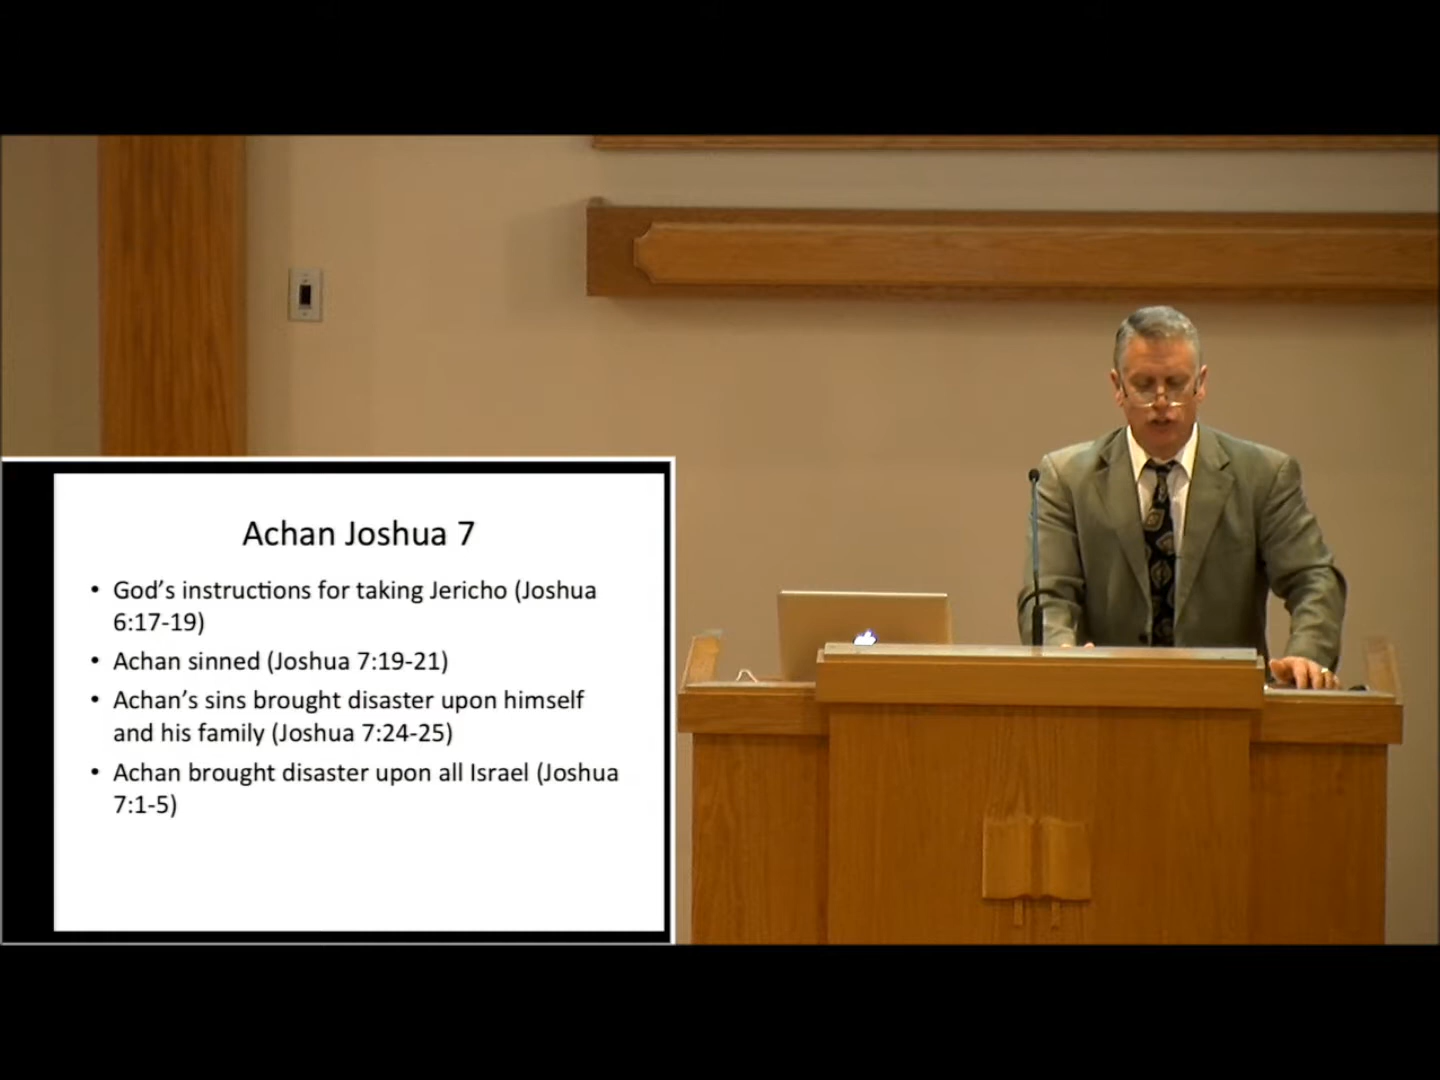 Achan Joshua 7
• God’s instructions for taking Jericho (Joshua
6:17-19)
• Achan sinned (Joshua 7:19-21)
• Achan’s sins brought disaster upon himself
and his family (Joshua 7:24-25)
• Achan brought disaster upon all Israel (Joshua
7:1-5)